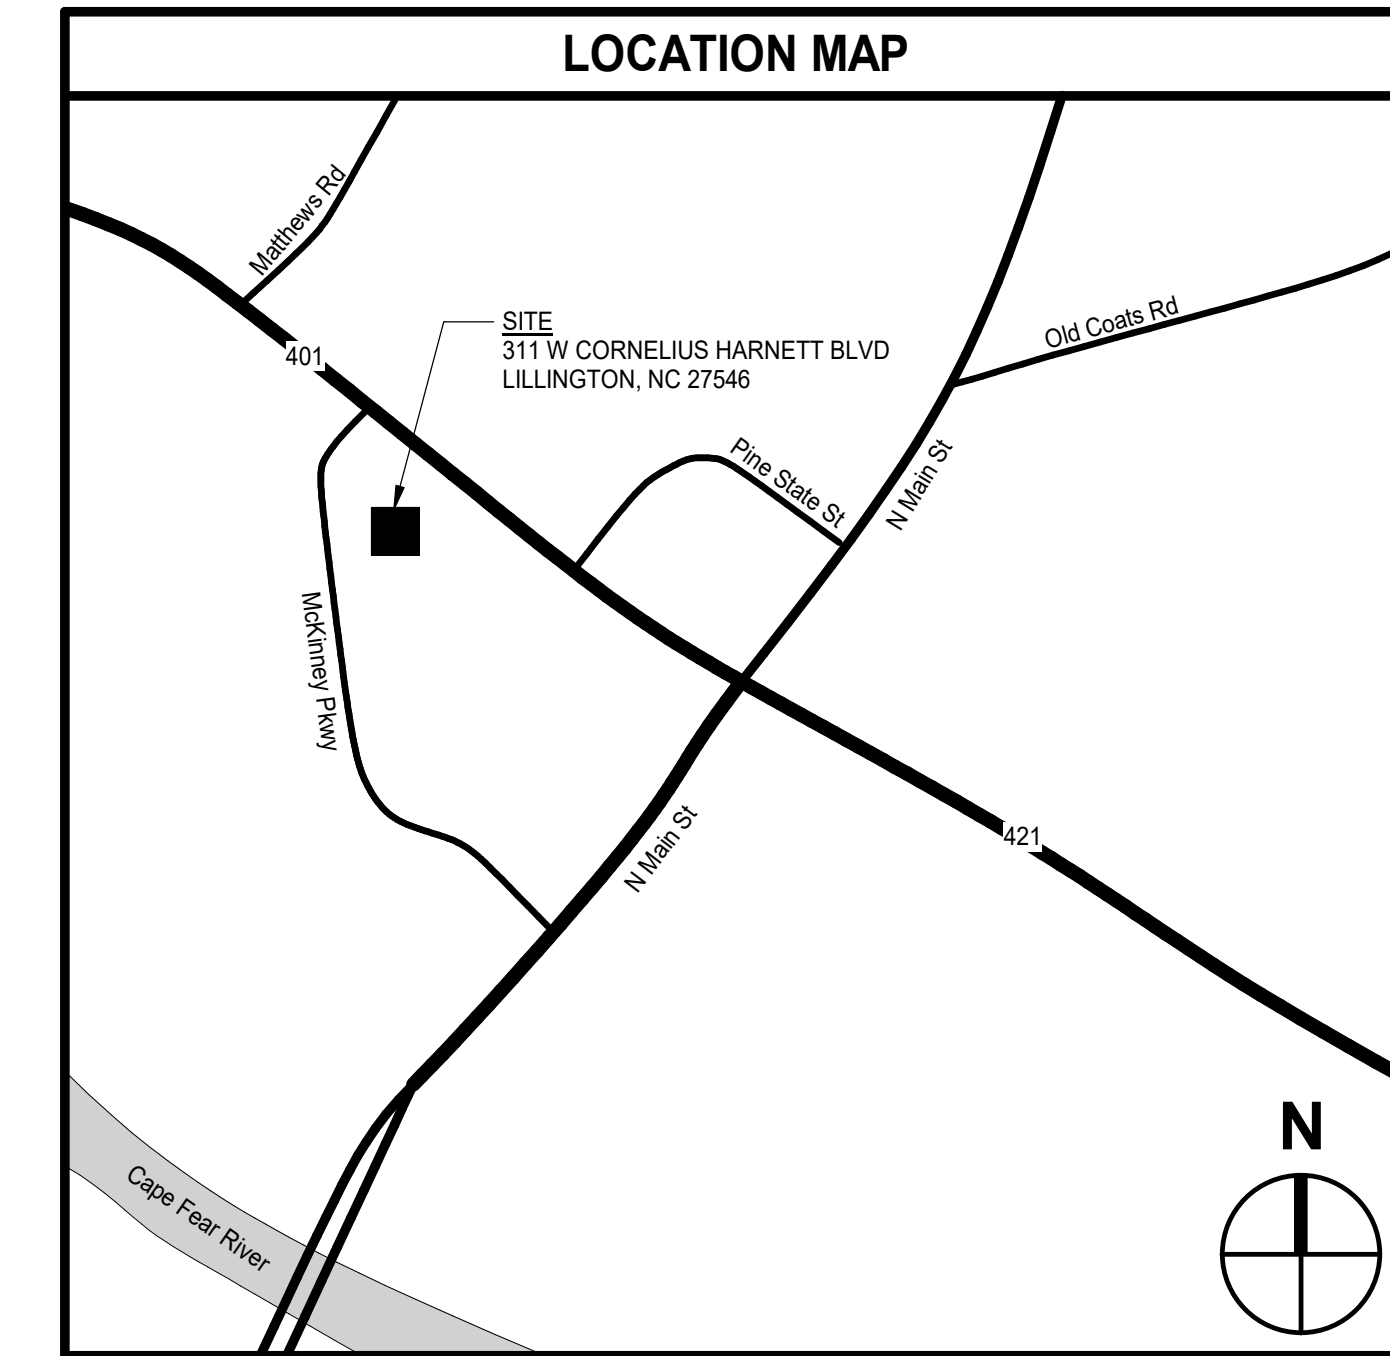 LOCATION MAP
Matthews Rd
SITE
311 W CORNELIUS HARNETT BLVD
LILLINGTON, NC 27546
401
Old Coats Rd
Pine State St
N Main St
McKinney Pkwy
N Main St
421
N
Cape Fear River